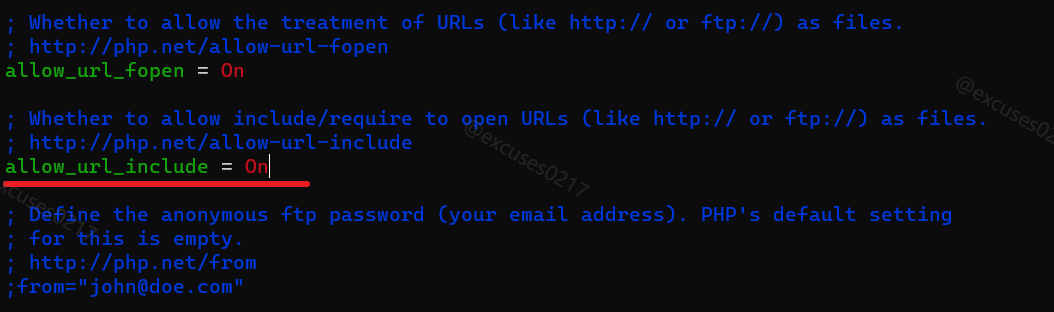 ; Whether to allow the treatment of URLs (like http:// or ftp://) as files.
; http://php.net/allow-url-fopen
allow_url_fopen = On
; Whether to allow include/require to open URLs (like http:// or ftp://) as files.
; http://php.net/allow-url-include
allow_url_include = On
; Define the anonymous ftp password (your email address). PHP's default setting
; for this is empty.
; http://php.net/from
;from="john@doe.com"
@excuses0217
@excuses0217
excuses0217